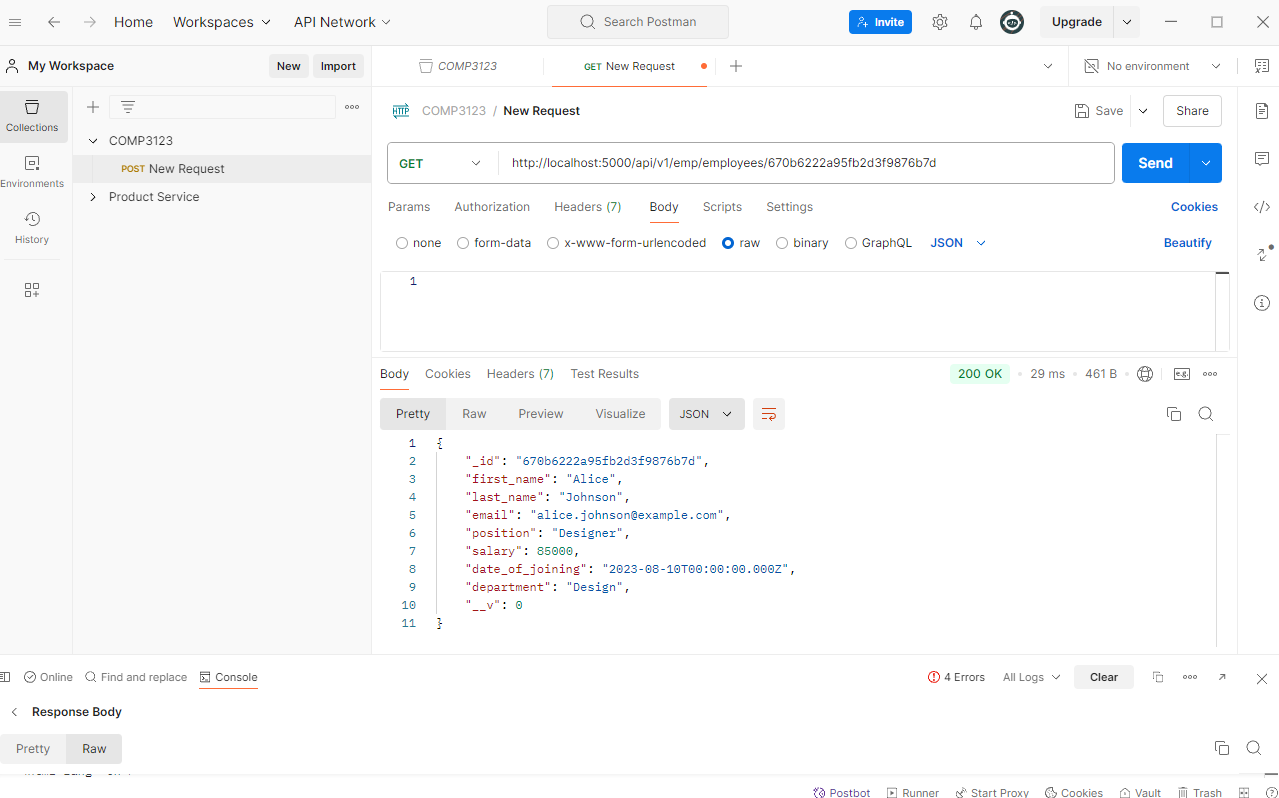 Home Workspaces API Network Search Postman Invite Upgrade
My Workspace New Import COMP3123 GET New Request No environment
Collections
Environments
History
COMP3123
POST New Request
Product Service
HTTP COMP3123 / New Request Save Share
GET http://localhost:5000/api/v1/emp/employees/670b6222a95fb2d3f9876b7d Send
Params Authorization Headers (7) Body Scripts Settings Cookies
none form-data x-www-form-urlencoded raw binary GraphQL JSON Beautify
1
Body Cookies Headers (7) Test Results 200 OK 29 ms 461 B e.g.
Pretty Raw Preview Visualize JSON
1 {
2 "_id": "670b6222a95fb2d3f9876b7d",
3 "first_name": "Alice",
4 "last_name": "Johnson",
5 "email": "alice.johnson@example.com",
6 "position": "Designer",
7 "salary": 85000,
8 "date_of_joining": "2023-08-10T00:00:00.000Z",
9 "department": "Design",
10 "__v": 0
11 }
Online Find and replace Console 4 Errors All Logs Clear
Response Body
Pretty Raw
Postbot Runner Start Proxy Cookies Vault Trash